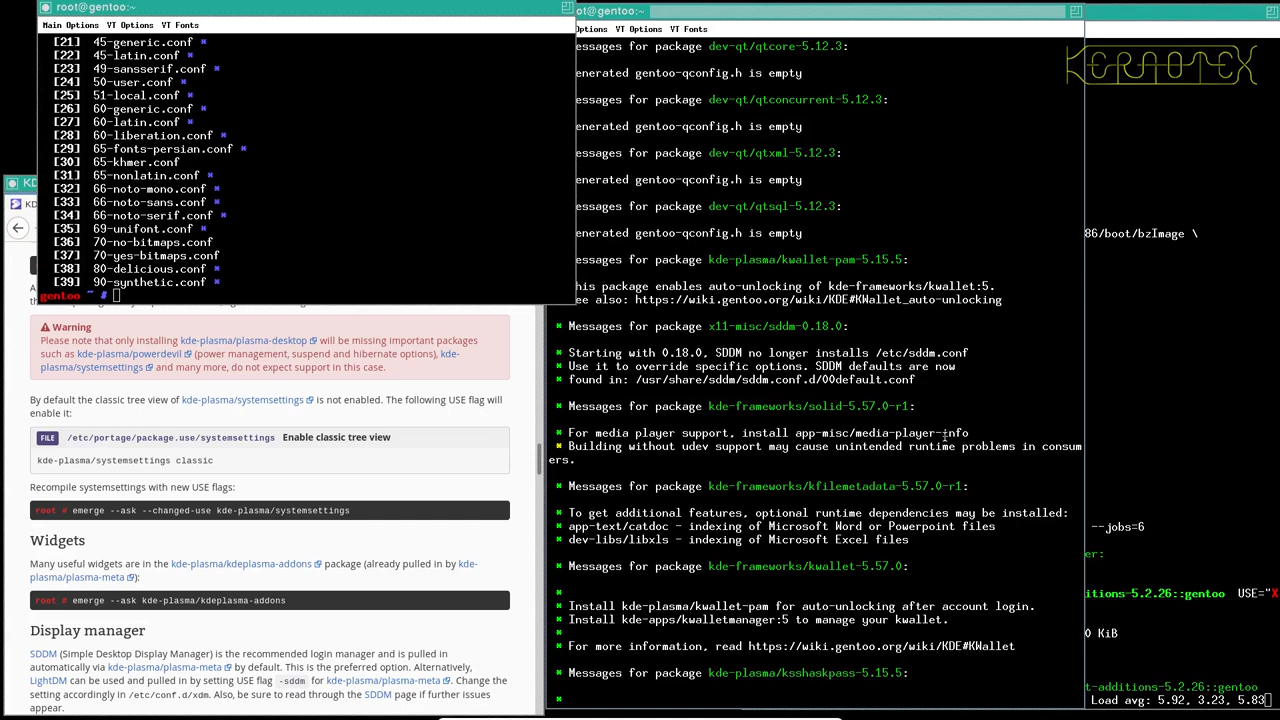 root@gentoo:~
Main Options  VT Options  VT Fonts
[21]  45-generic.conf *
[22]  45-latin.conf *
[23]  49-sansserif.conf *
[24]  50-user.conf *
[25]  51-local.conf *
[26]  60-generic.conf *
[27]  60-latin.conf *
[28]  60-liberation.conf *
[29]  65-fonts-persian.conf *
[30]  65-khmer.conf
[31]  65-nonlatin.conf *
[32]  66-noto-mono.conf *
[33]  66-noto-sans.conf *
[34]  66-noto-serif.conf *
[35]  69-unifont.conf *
[36]  70-no-bitmaps.conf
[37]  70-yes-bitmaps.conf
[38]  80-delicious.conf *
[39]  90-synthetic.conf *
gentoo ~ #
KD
KD
Warning
Please note that only installing kde-plasma/plasma-desktop will be missing important packages
such as kde-plasma/powerdevil (power management, suspend and hibernate options), kde-
plasma/systemsettings and many more, do not expect support in this case.
By default the classic tree view of kde-plasma/systemsettings is not enabled. The following USE flag will
enable it:
FILE /etc/portage/package.use/systemsettings Enable classic tree view
kde-plasma/systemsettings classic
Recompile systemsettings with new USE flags:
root # emerge --ask --changed-use kde-plasma/systemsettings
Widgets
Many useful widgets are in the kde-plasma/kdeplasma-addons package (already pulled in by kde-
plasma/plasma-meta):
root # emerge --ask kde-plasma/kdeplasma-addons
Display manager
SDDM (Simple Desktop Display Manager) is the recommended login manager and is pulled in
automatically via kde-plasma/plasma-meta by default. This is the preferred option. Alternatively,
LightDM can be used and pulled in by setting USE flag -sddm for kde-plasma/plasma-meta. Change the
setting accordingly in /etc/conf.d/xdm. Also, be sure to read through the SDDM page if further issues
appear.
ot@gentoo:~
Options  VT Options  VT Fonts
essages for package dev-qt/qtcore-5.12.3:
enerated gentoo-qconfig.h is empty
essages for package dev-qt/qtconcurrent-5.12.3:
enerated gentoo-qconfig.h is empty
essages for package dev-qt/qtxml-5.12.3:
enerated gentoo-qconfig.h is empty
essages for package dev-qt/qtsql-5.12.3:
enerated gentoo-qconfig.h is empty
essages for package kde-plasma/kwallet-pam-5.15.5:
his package enables auto-unlocking of kde-frameworks/kwallet:5.
ee also: https://wiki.gentoo.org/wiki/KDE#KWallet_auto-unlocking
* Messages for package x11-misc/sddm-0.18.0:
* Starting with 0.18.0, SDDM no longer installs /etc/sddm.conf
* Use it to override specific options. SDDM defaults are now
* found in: /usr/share/sddm/sddm.conf.d/00default.conf
* Messages for package kde-frameworks/solid-5.57.0-r1:
* For media player support, install app-misc/media-player-info
* Building without udev support may cause unintended runtime problems in consum
ers.
* Messages for package kde-frameworks/kfilemetadata-5.57.0-r1:
* To get additional features, optional runtime dependencies may be installed:
* app-text/catdoc - indexing of Microsoft Word or Powerpoint files
* dev-libs/libxls - indexing of Microsoft Excel files
* Messages for package kde-frameworks/kwallet-5.57.0:
*
* Install kde-plasma/kwallet-pam for auto-unlocking after account login.
* Install kde-apps/kwalletmanager:5 to manage your kwallet.
*
* For more information, read https://wiki.gentoo.org/wiki/KDE#KWallet
* Messages for package kde-plasma/ksshaskpass-5.15.5:
*
KERNOTEX
86/boot/bzImage \
--jobs=6
er:
itions-5.2.26::gentoo  USE="X
0 KiB
t-additions-5.2.26::gentoo
Load avg: 5.92, 3.23, 5.83